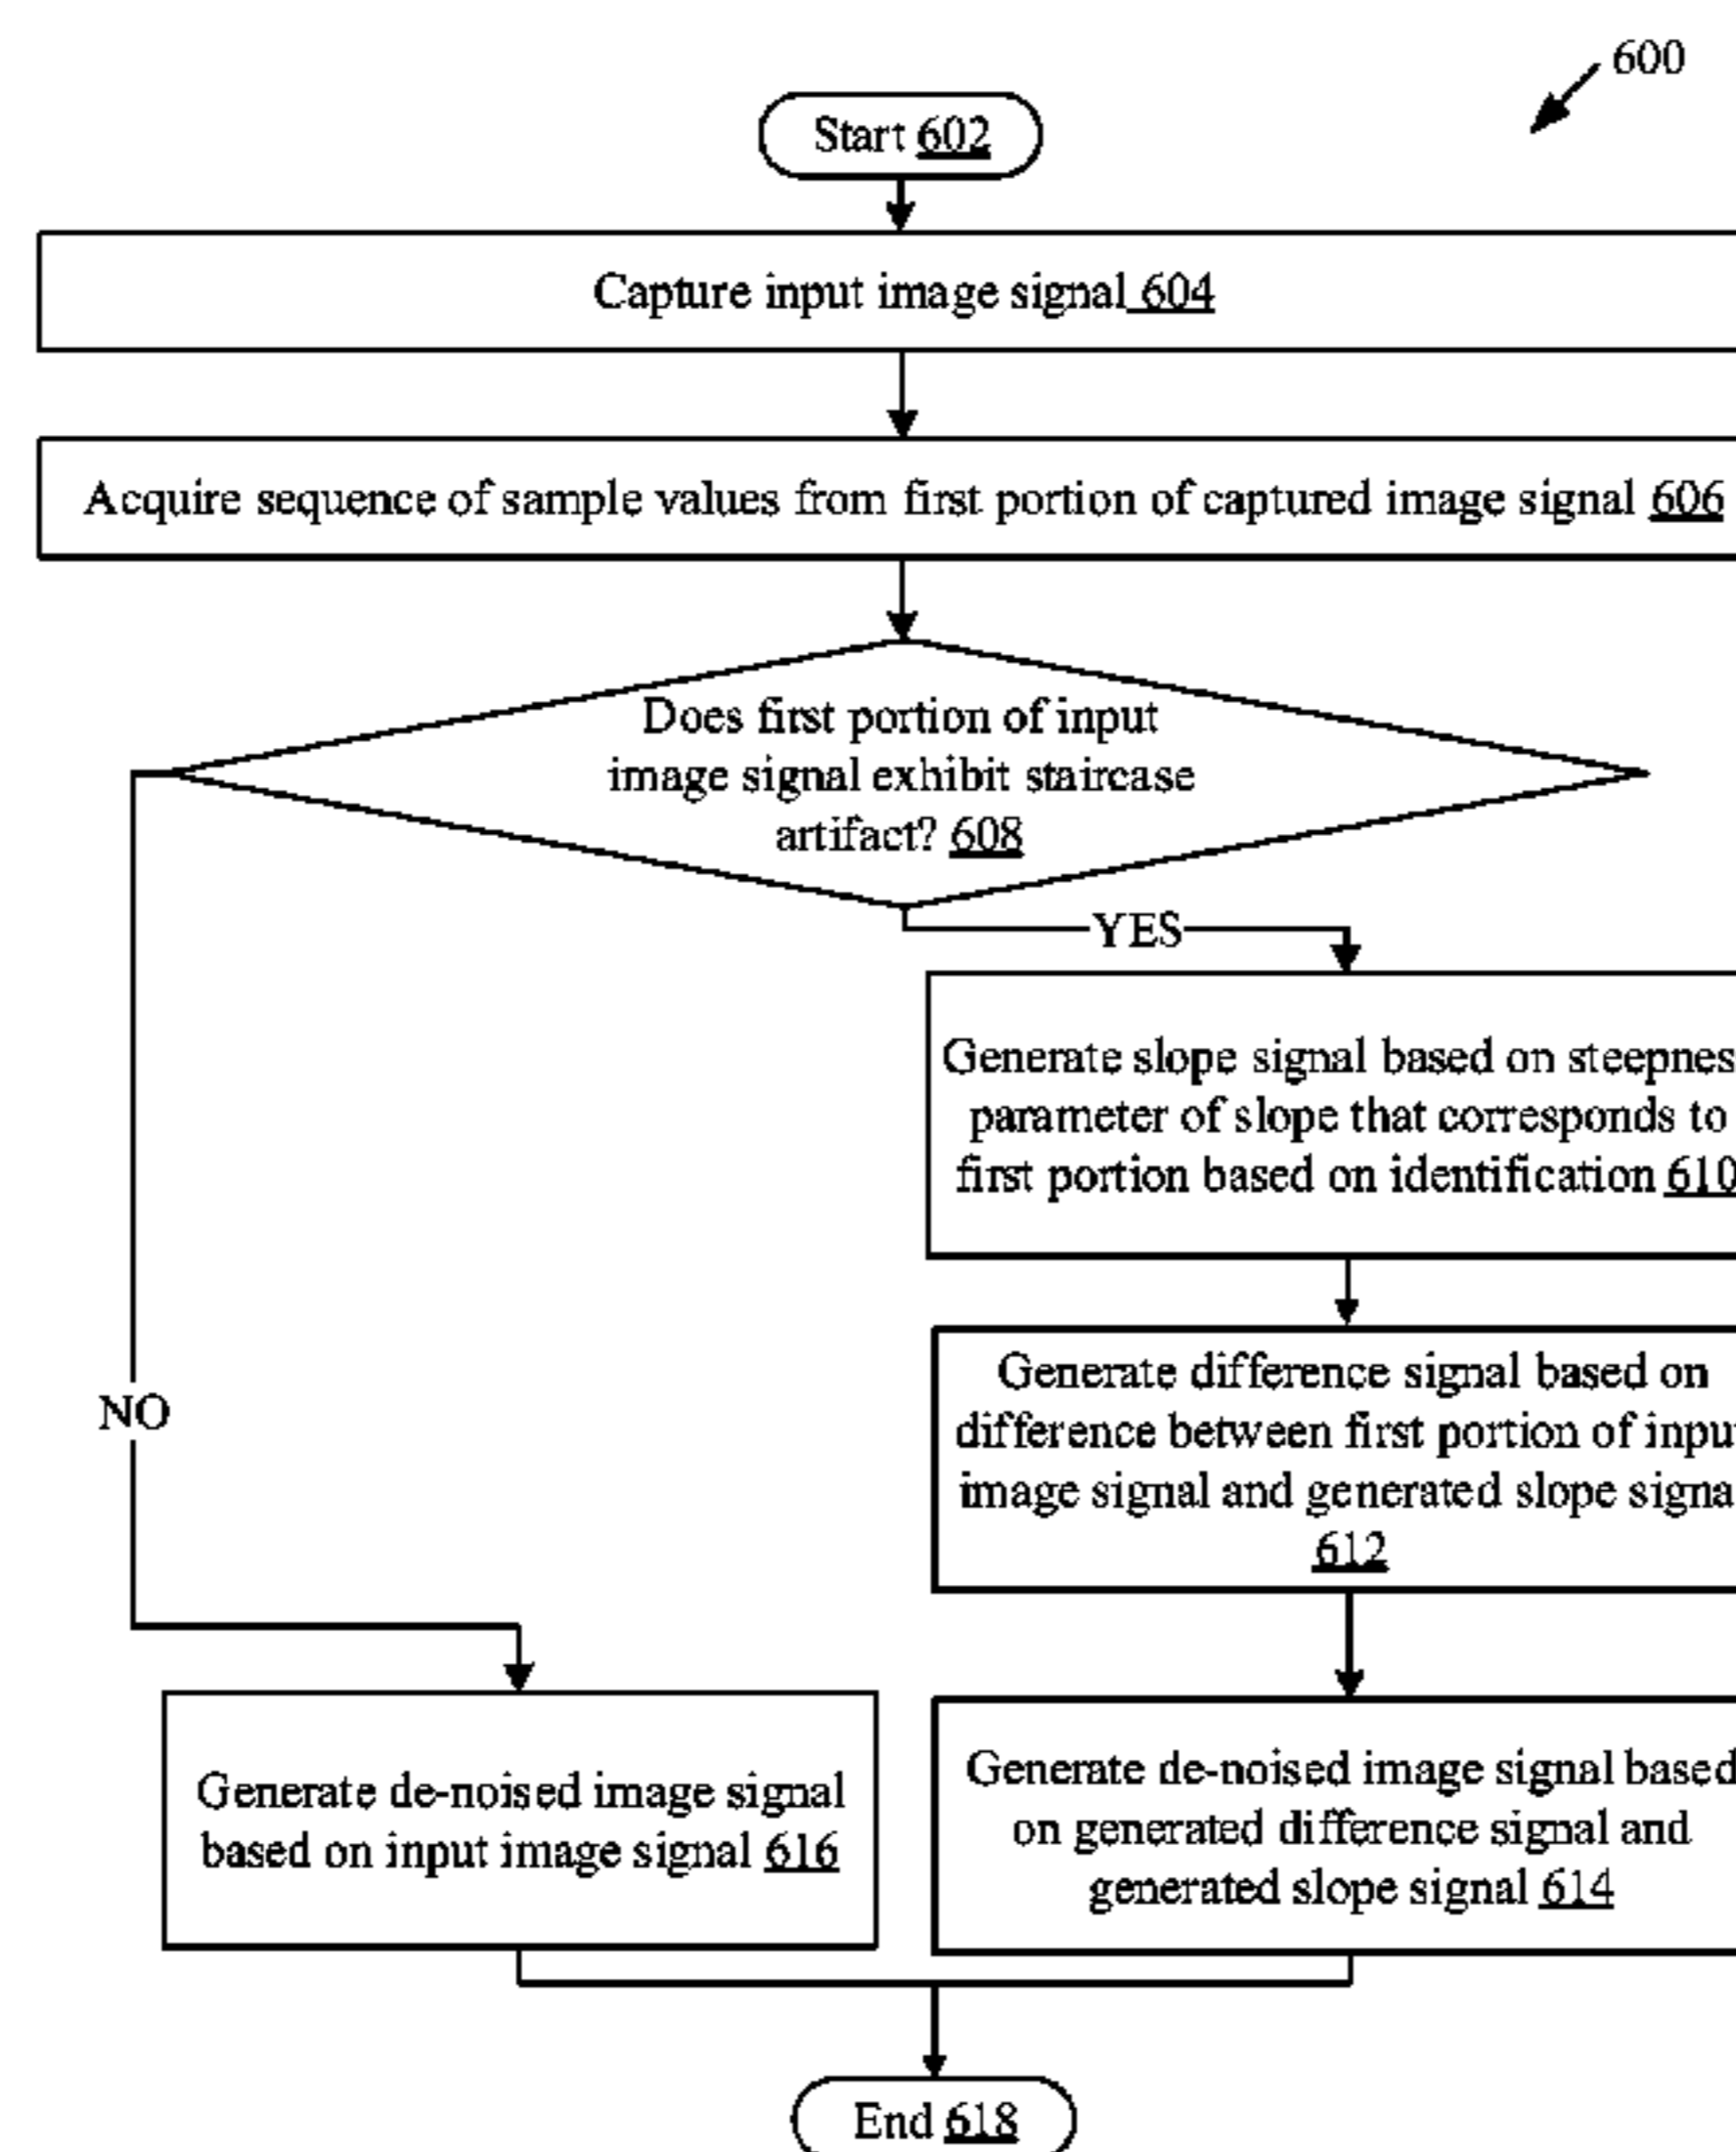 600
Start 602
Capture input image signal 604
Acquire sequence of sample values from first portion of captured image signal 606
Does first portion of input
image signal exhibit staircase
artifact? 608
YES
Generate slope signal based on steepnes
parameter of slope that corresponds to
first portion based on identification 610
Generate difference signal based on
difference between first portion of input
image signal and generated slope signa
612
NO
Generate de-noised image signal
based on input image signal 616
Generate de-noised image signal based
on generated difference signal and
generated slope signal 614
End 618